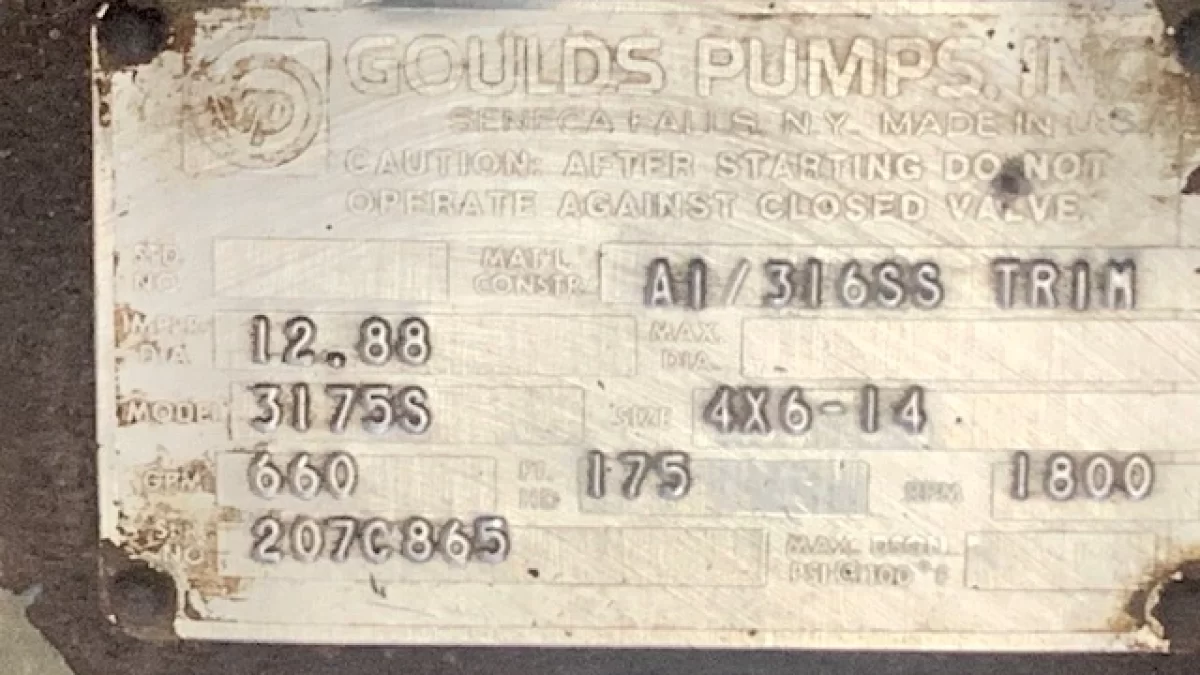 GOULDS PUMPS, IN
SENECA FALLS, N.Y. MADE IN U.S.
CAUTION: AFTER STARTING DO NOT
OPERATE AGAINST CLOSED VALVE.
STD. NO. MAT'L. CONSTR. A1/316SS TRIM
IMPLR. DIA. 12.88 MAX. DIA.
MODEL 3175S SIZE 4X6-14
GPM 660 FT. HD 175 RPM 1800
NO 207C865 MAX. DSGN PSI @ 100° F